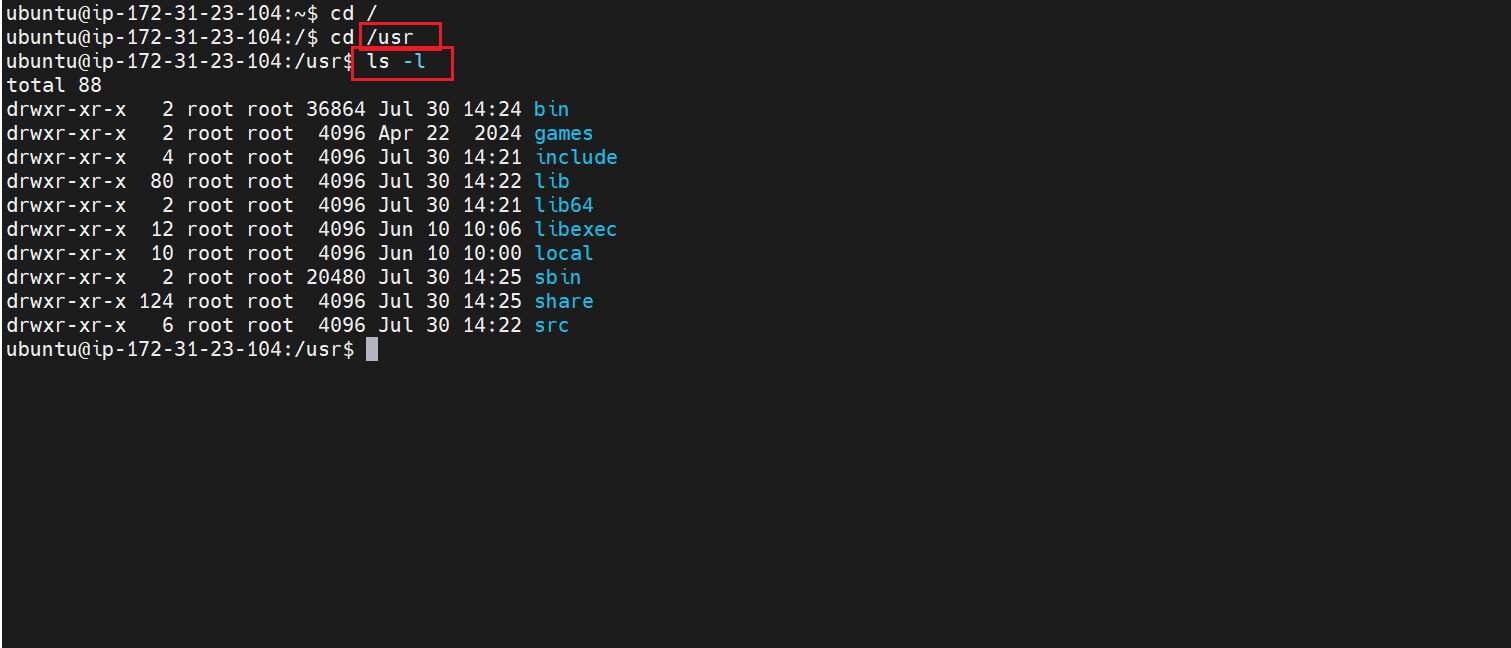 ubuntu@ip-172-31-23-104:~$ cd /
ubuntu@ip-172-31-23-104:/$ cd /usr
ubuntu@ip-172-31-23-104:/usr$ ls -l
total 88
drwxr-xr-x   2 root root 36864 Jul 30 14:24 bin
drwxr-xr-x   2 root root  4096 Apr 22  2024 games
drwxr-xr-x   4 root root  4096 Jul 30 14:21 include
drwxr-xr-x  80 root root  4096 Jul 30 14:22 lib
drwxr-xr-x   2 root root  4096 Jul 30 14:21 lib64
drwxr-xr-x  12 root root  4096 Jun 10 10:06 libexec
drwxr-xr-x  10 root root  4096 Jun 10 10:00 local
drwxr-xr-x   2 root root 20480 Jul 30 14:25 sbin
drwxr-xr-x 124 root root  4096 Jul 30 14:25 share
drwxr-xr-x   6 root root  4096 Jul 30 14:22 src
ubuntu@ip-172-31-23-104:/usr$